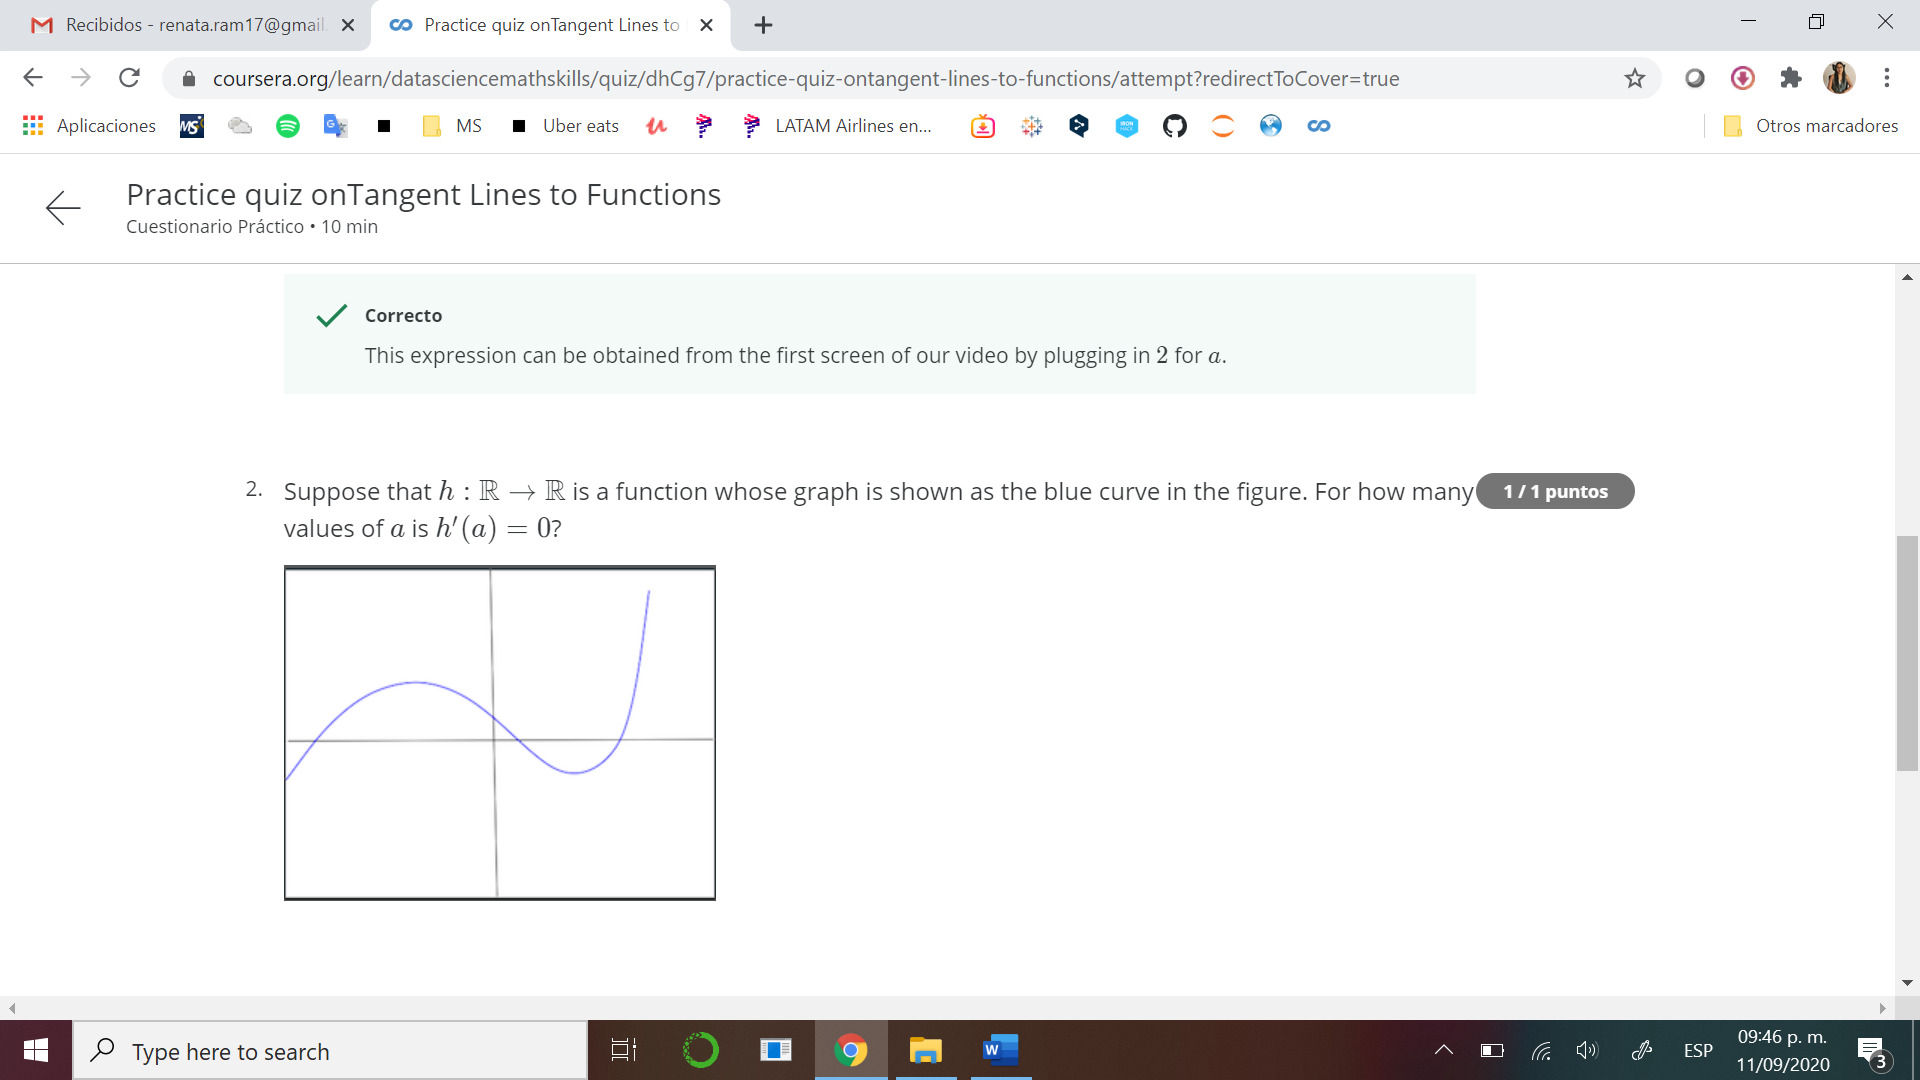 Recibidos - renata.ram17@gmail.
Practice quiz onTangent Lines to
coursera.org/learn/datasciencemathskills/quiz/dhCg7/practice-quiz-ontangent-lines-to-functions/attempt?redirectToCover=true
Aplicaciones MS MS Uber eats LATAM Airlines en... Otros marcadores
Practice quiz onTangent Lines to Functions
Cuestionario Práctico • 10 min
Correcto
This expression can be obtained from the first screen of our video by plugging in 2 for a.
2. Suppose that h : ℝ → ℝ is a function whose graph is shown as the blue curve in the figure. For how many 1 / 1 puntos
values of a is h′(a) = 0?
Type here to search
W
ESP
09:46 p. m.
11/09/2020
3